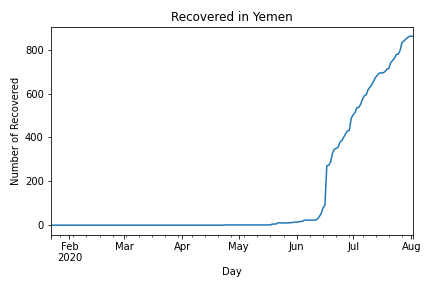 Recovered in Yemen
Number of Recovered
800
600
400
200
0
Feb
2020
Mar
Apr
May
Jun
Jul
Aug
Day